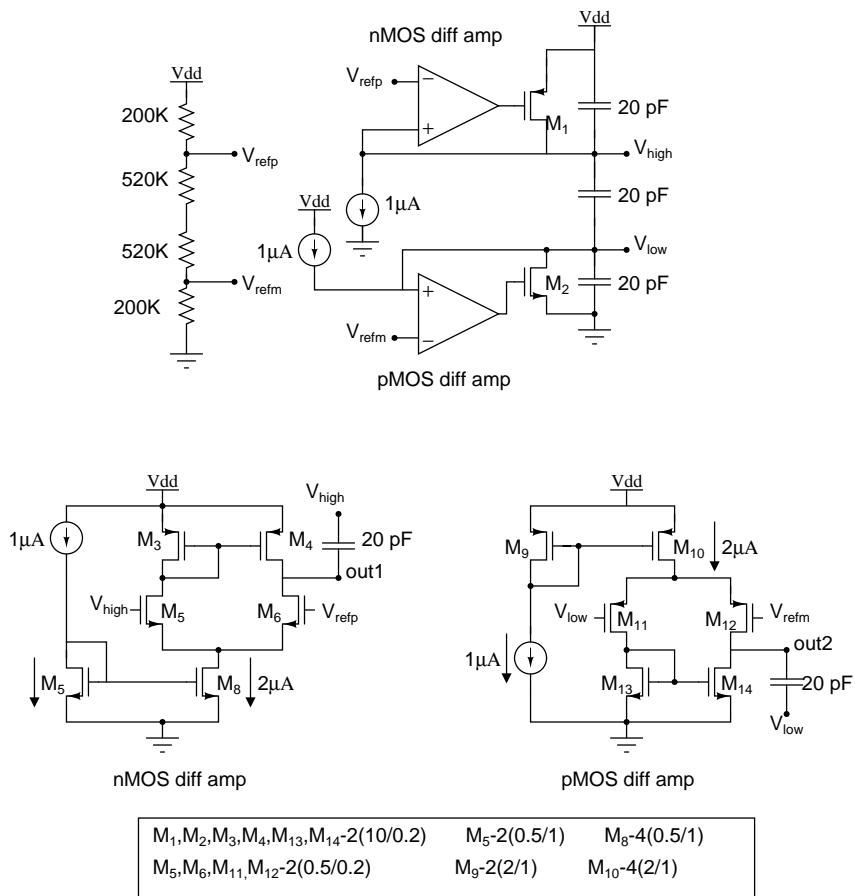 nMOS diff amp
Vdd
Vdd
200K
Vrefp
520K
520K
Vrefm
200K
Vrefp
−
+
M1
20 pF
Vhigh
1μA
20 pF
Vdd
1μA
Vlow
+
−
M2
20 pF
Vrefm
pMOS diff amp
Vdd
1μA
M3
M4
Vhigh
20 pF
out1
Vhigh
M5
M6
Vrefp
M5
M8
2μA
nMOS diff amp
Vdd
M9
M10
2μA
Vlow
M11
M12
Vrefm
1μA
out2
M13
M14
20 pF
Vlow
pMOS diff amp
M1,M2,M3,M4,M13,M14-2(10/0.2) M5-2(0.5/1) M8-4(0.5/1)
M5,M6,M11,M12-2(0.5/0.2) M9-2(2/1) M10-4(2/1)